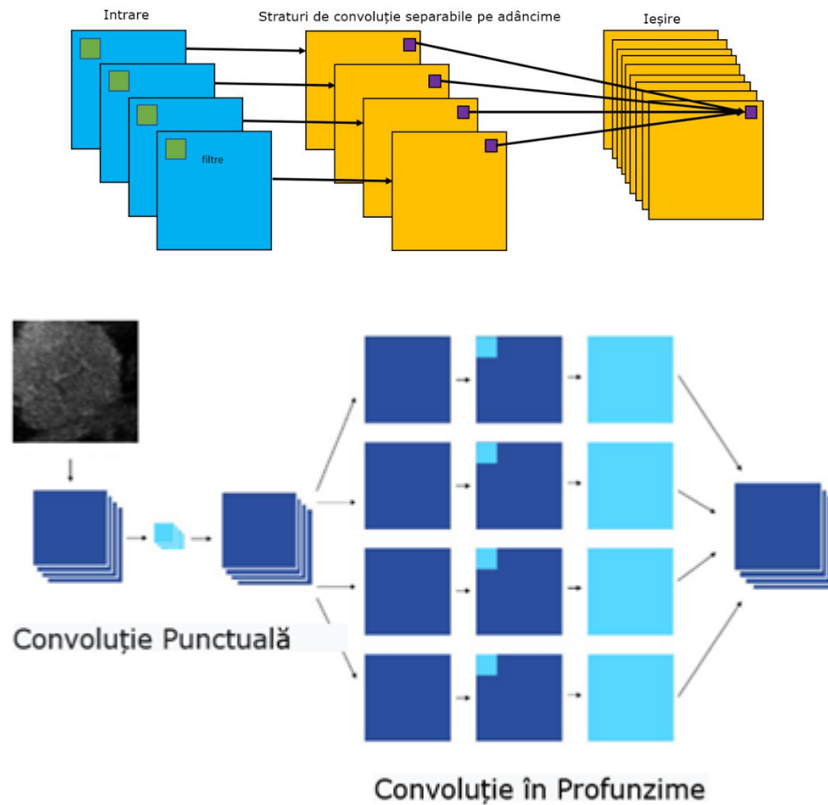 Intrare
Straturi de convoluție separabile pe adâncime
Ieșire
filtre
Convoluție Punctuală
Convoluție în Profunzime